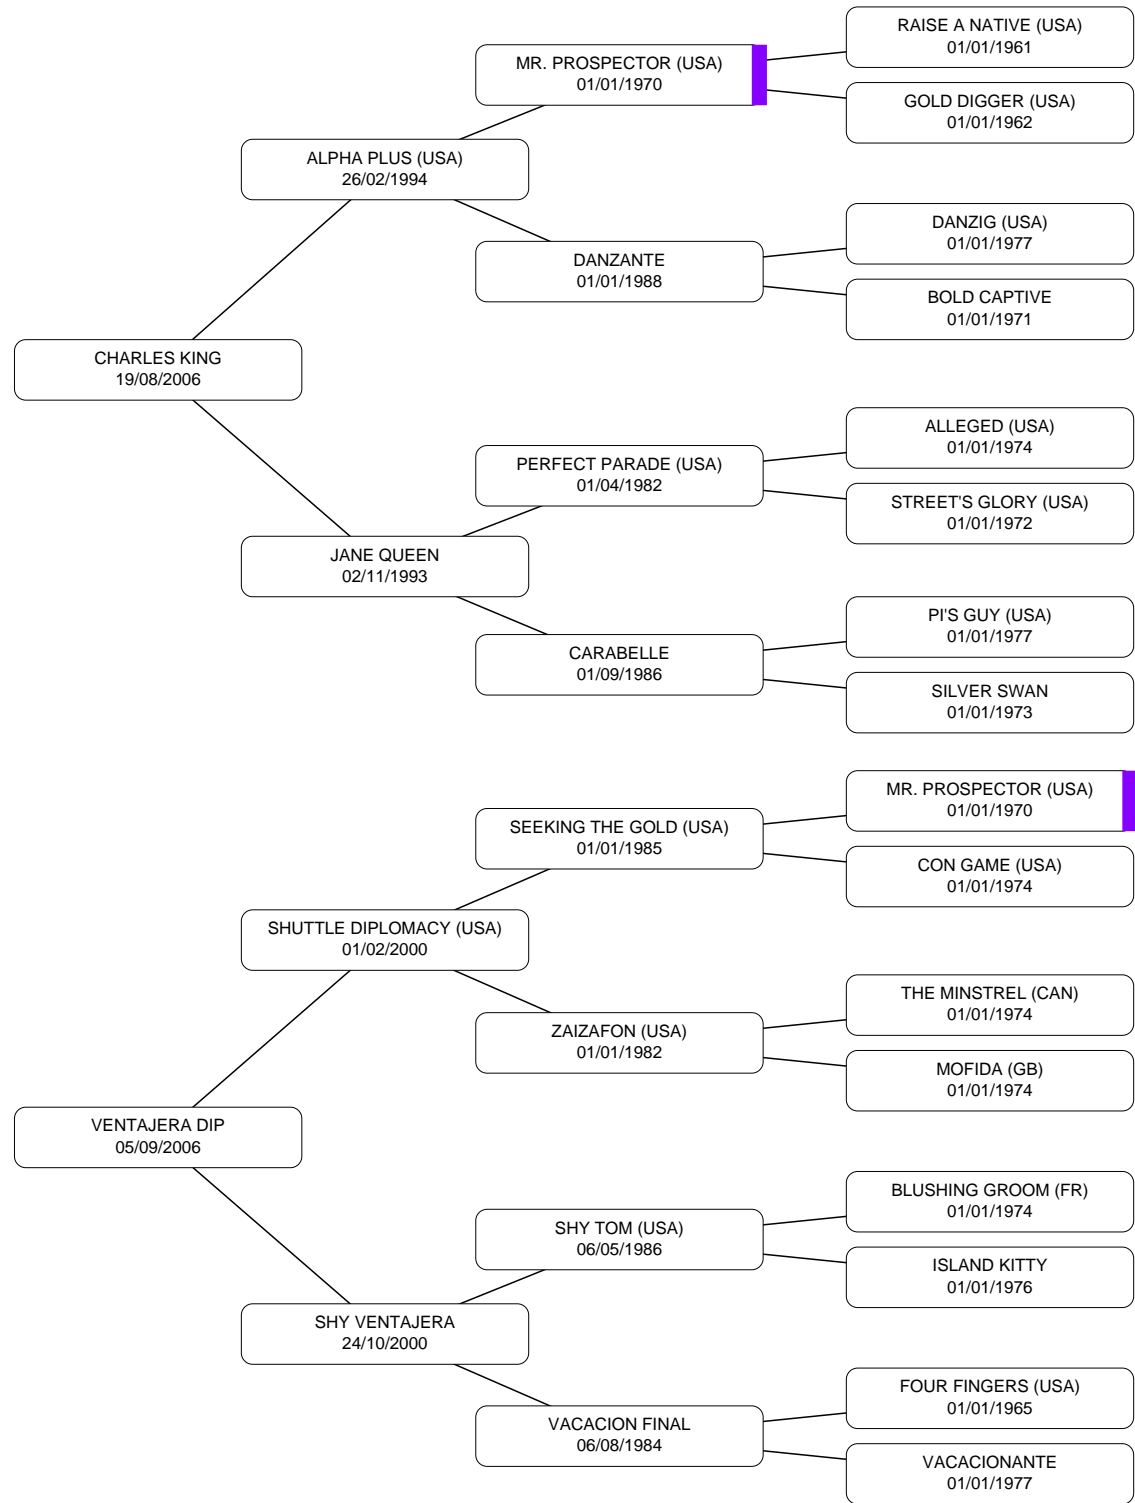 RAISE A NATIVE (USA)
01/01/1961
MR. PROSPECTOR (USA)
01/01/1970
GOLD DIGGER (USA)
01/01/1962
ALPHA PLUS (USA)
26/02/1994
DANZIG (USA)
01/01/1977
DANZANTE
01/01/1988
BOLD CAPTIVE
01/01/1971
CHARLES KING
19/08/2006
ALLEGED (USA)
01/01/1974
PERFECT PARADE (USA)
01/04/1982
STREET'S GLORY (USA)
01/01/1972
JANE QUEEN
02/11/1993
PI'S GUY (USA)
01/01/1977
CARABELLE
01/09/1986
SILVER SWAN
01/01/1973
MR. PROSPECTOR (USA)
01/01/1970
SEEKING THE GOLD (USA)
01/01/1985
CON GAME (USA)
01/01/1974
SHUTTLE DIPLOMACY (USA)
01/02/2000
THE MINSTREL (CAN)
01/01/1974
ZAIZAFON (USA)
01/01/1982
MOFIDA (GB)
01/01/1974
VENTAJERA DIP
05/09/2006
BLUSHING GROOM (FR)
01/01/1974
SHY TOM (USA)
06/05/1986
ISLAND KITTY
01/01/1976
SHY VENTAJERA
24/10/2000
FOUR FINGERS (USA)
01/01/1965
VACACION FINAL
06/08/1984
VACACIONANTE
01/01/1977